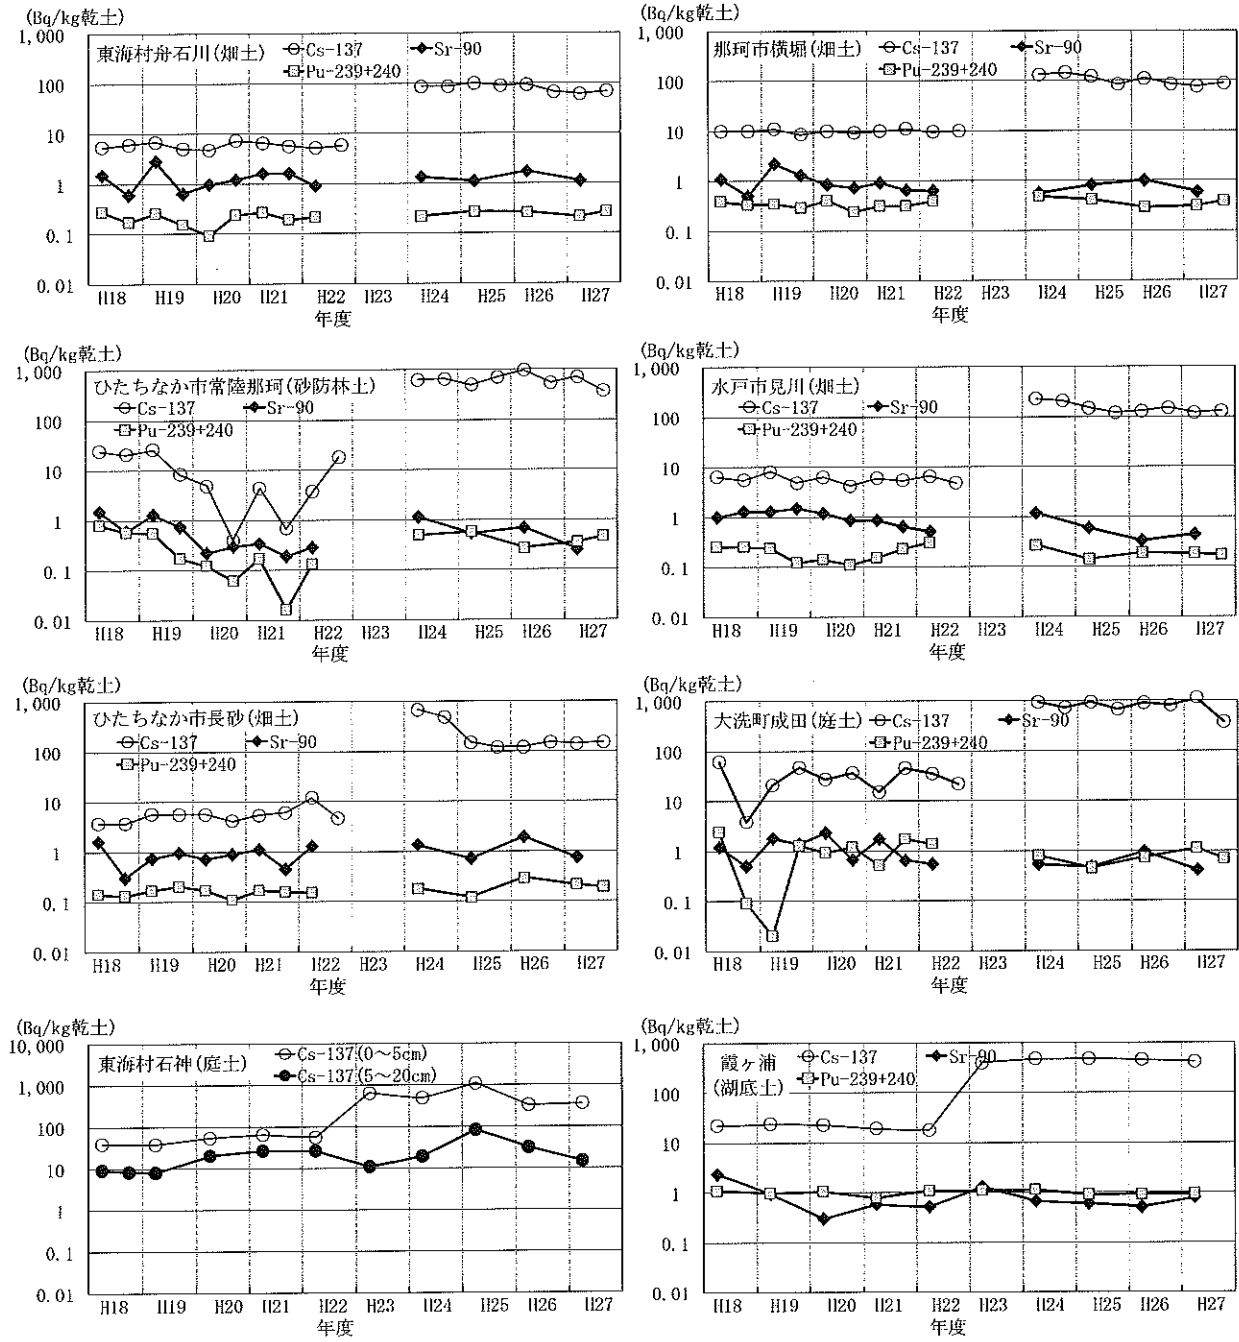 (Bq/kg乾土)
1,000
100
10
1
0.1
0.01
東海村舟石川(畑土)
Cs-137
Sr-90
Pu-239+240
H18 H19 H20 H21 H22 H23 H24 H25 H26 H27
年度
(Bq/kg乾土)
1,000
100
10
1
0.1
0.01
那珂市横堀(畑土)
Cs-137
Sr-90
Pu-239+240
H18 H19 H20 H21 H22 H23 H24 H25 H26 H27
年度
(Bq/kg乾土)
1,000
100
10
1
0.1
0.01
ひたちなか市常陸那珂(砂防林土)
Cs-137
Sr-90
Pu-239+240
H18 H19 H20 H21 H22 H23 H24 H25 H26 H27
年度
(Bq/kg乾土)
1,000
100
10
1
0.1
0.01
水戸市見川(畑土)
Cs-137
Sr-90
Pu-239+240
H18 H19 H20 H21 H22 H23 H24 H25 H26 H27
年度
(Bq/kg乾土)
1,000
100
10
1
0.1
0.01
ひたちなか市長砂(畑土)
Cs-137
Sr-90
Pu-239+240
H18 H19 H20 H21 H22 H23 H24 H25 H26 H27
年度
(Bq/kg乾土)
1,000
100
10
1
0.1
0.01
大洗町成田(庭土)
Cs-137
Sr-90
Pu-239+240
H18 H19 H20 H21 H22 H23 H24 H25 H26 H27
年度
(Bq/kg乾土)
10,000
1,000
100
10
1
0.1
0.01
東海村石神(庭土)
Cs-137(0～5cm)
Cs-137(5～20cm)
H18 H19 H20 H21 H22 H23 H24 H25 H26 H27
年度
(Bq/kg乾土)
1,000
100
10
1
0.1
0.01
霞ヶ浦
(湖底土)
Cs-137
Sr-90
Pu-239+240
H18 H19 H20 H21 H22 H23 H24 H25 H26 H27
年度